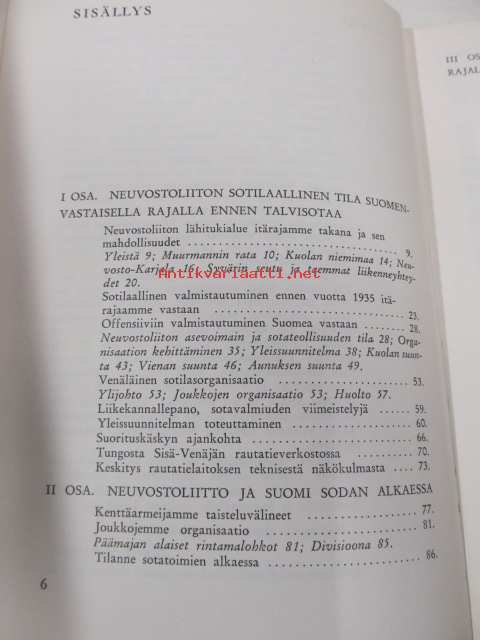 SISÄLLYS
I OSA. NEUVOSTOLIITON SOTILAALLINEN TILA SUOMEN-
VASTAISELLA RAJALLA ENNEN TALVISOTAA
Neuvostoliiton lähitukialue itärajamme takana ja sen
mahdollisuudet 9.
Yleistä 9; Muurmannin rata 10; Kuolan niemimaa 14; Neu-
vosto-Karjala 16; Syvärin seutu ja taemmat liikenneyhtey-
det 20.
antikvariaatti.net
Sotilaallinen valmistautuminen ennen vuotta 1935 itä-
rajaamme vastaan 23.
Offensiiviin valmistautuminen Suomea vastaan 28.
Neuvostoliiton asevoimain ja sotateollisuuden tila 28; Orga-
nisaation kehittäminen 35; Yleissuunnitelma 38; Kuolan suun-
ta 43; Vienan suunta 46; Aunuksen suunta 49.
Venäläinen sotilasorganisaatio 53.
Ylijohto 53; Joukkojen organisaatio 53; Huolto 57.
Liikekannallepano, sotavalmiuden viimeistelyjä 59.
Yleissuunnitelman toteuttaminen 60.
Suorituskäskyn ajankohta 66.
Tungosta Sisä-Venäjän rautatieverkostossa 70.
Keskitys rautatielaitoksen teknisestä näkökulmasta 73.
II OSA. NEUVOSTOLIITTO JA SUOMI SODAN ALKAESSA
Kenttäarmeijamme taisteluvälineet 77.
Joukkojemme organisaatio 81.
Päämajan alaiset rintamalohkot 81; Divisioona 85.
Tilanne sotatoimien alkaessa 86.
6
III OS
RAJAL